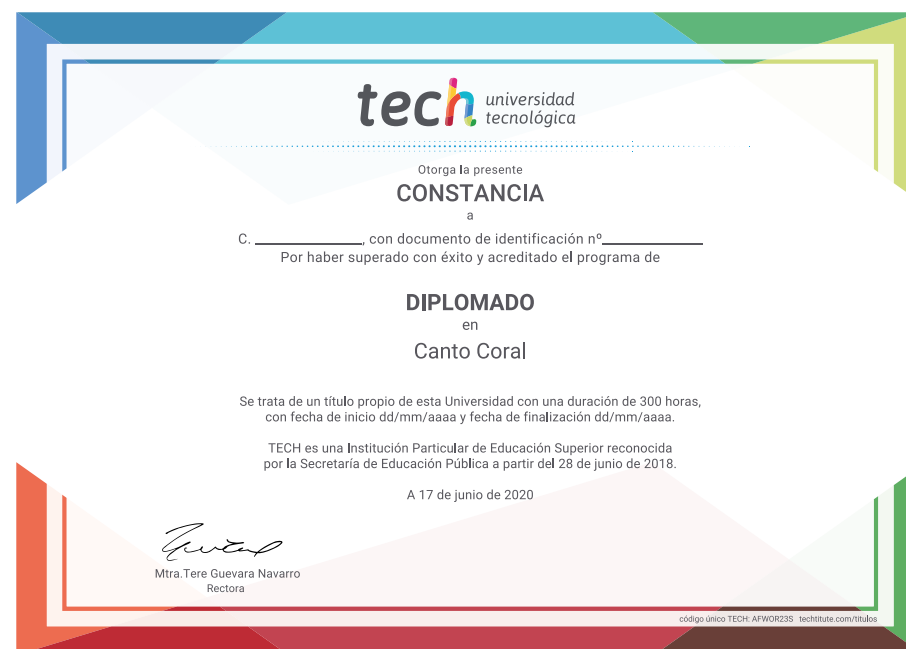 tech universidad
tecnológica
Otorga la presente
CONSTANCIA
a
C. ______________, con documento de identificación nº_____________
Por haber superado con éxito y acreditado el programa de
DIPLOMADO
en
Canto Coral
Se trata de un título propio de esta Universidad con una duración de 300 horas,
con fecha de inicio dd/mm/aaaa y fecha de finalización dd/mm/aaaa.
TECH es una Institución Particular de Educación Superior reconocida
por la Secretaría de Educación Pública a partir del 28 de junio de 2018.
A 17 de junio de 2020
Mtra.Tere Guevara Navarro
Rectora
código único TECH: AFWOR23S techtitute.com/titulos